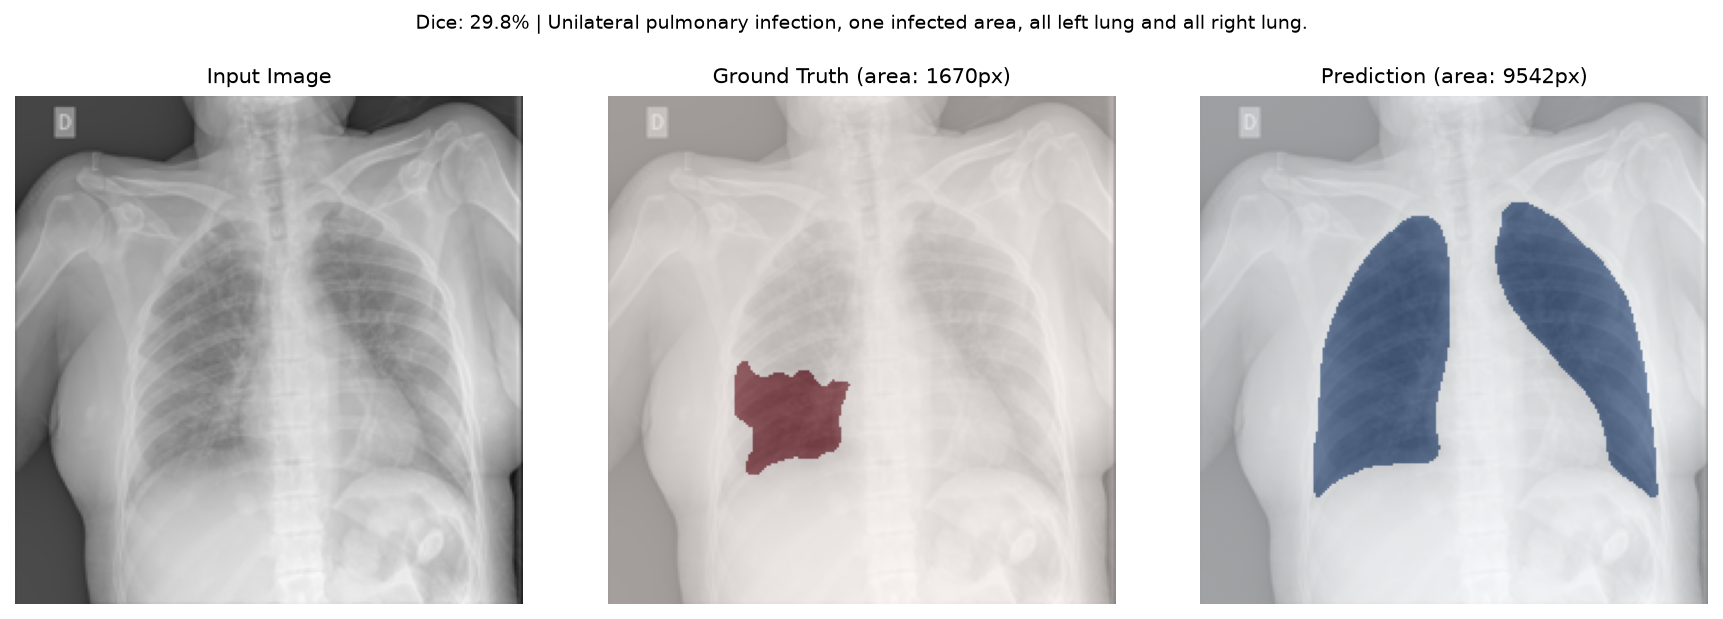 Dice: 29.8% | Unilateral pulmonary infection, one infected area, all left lung and all right lung.
Input Image
Ground Truth (area: 1670px)
Prediction (area: 9542px)
D
D
D